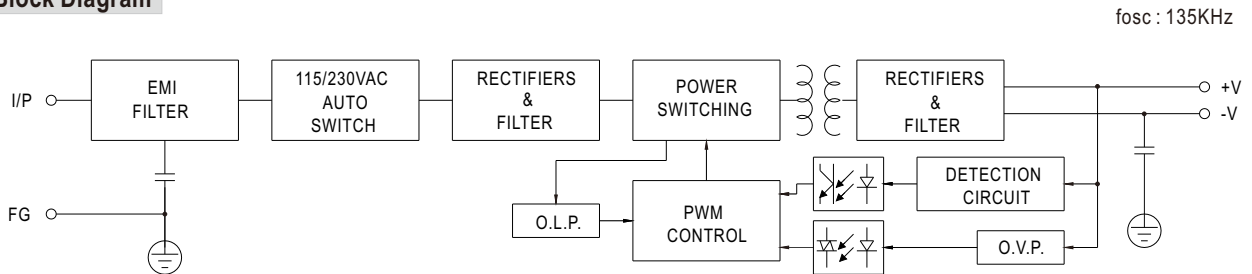 Block Diagram
fosc : 135KHz
I/P
EMI
FILTER
115/230VAC
AUTO
SWITCH
RECTIFIERS
&
FILTER
POWER
SWITCHING
RECTIFIERS
&
FILTER
+V
-V
FG
O.L.P.
PWM
CONTROL
DETECTION
CIRCUIT
O.V.P.